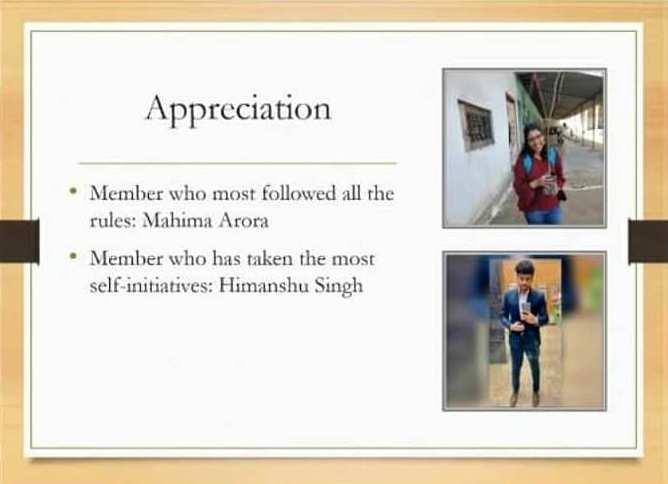 Appreciation
• Member who most followed all the
rules: Mahima Arora
• Member who has taken the most
self-initiatives: Himanshu Singh